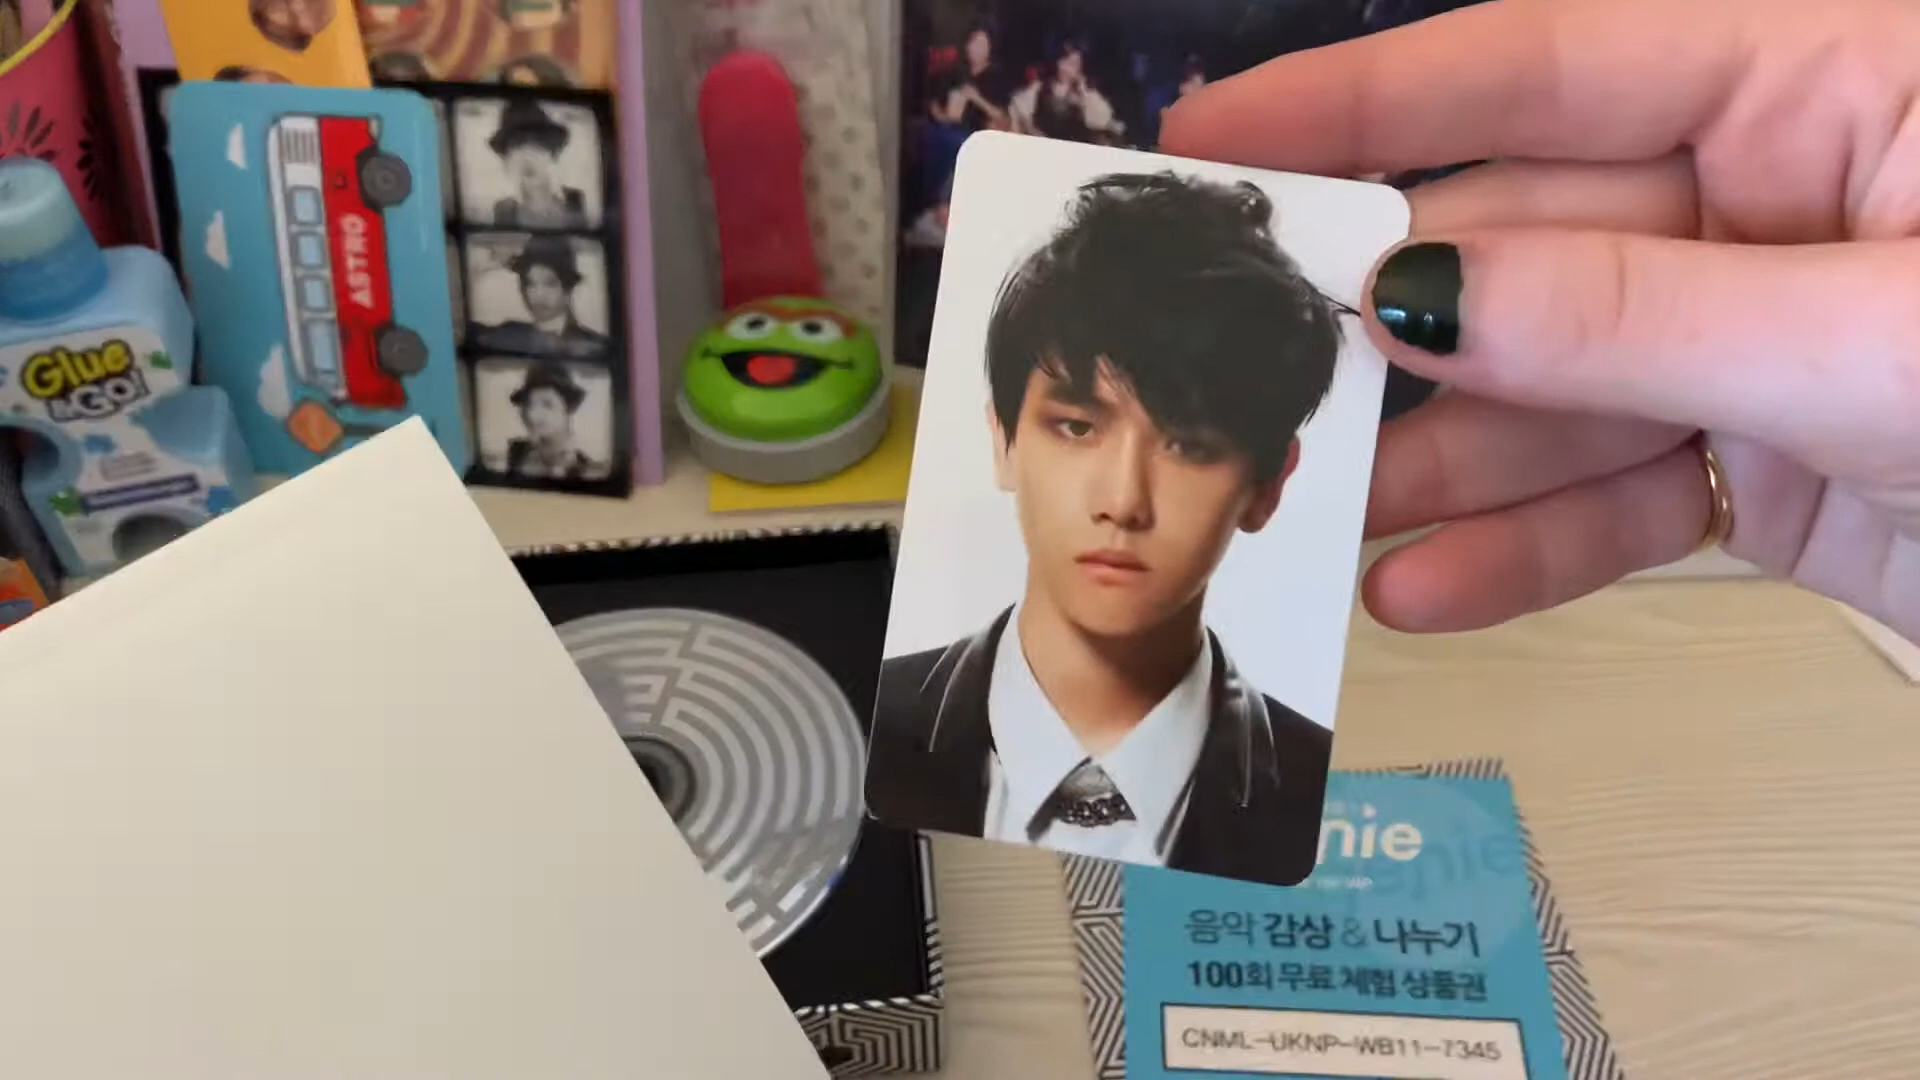 ASTRO
Glue
&Go!
nie
음악 감상 & 나누기
100회 무료 체험 상품권
CNML-UKNP-WB11-7345